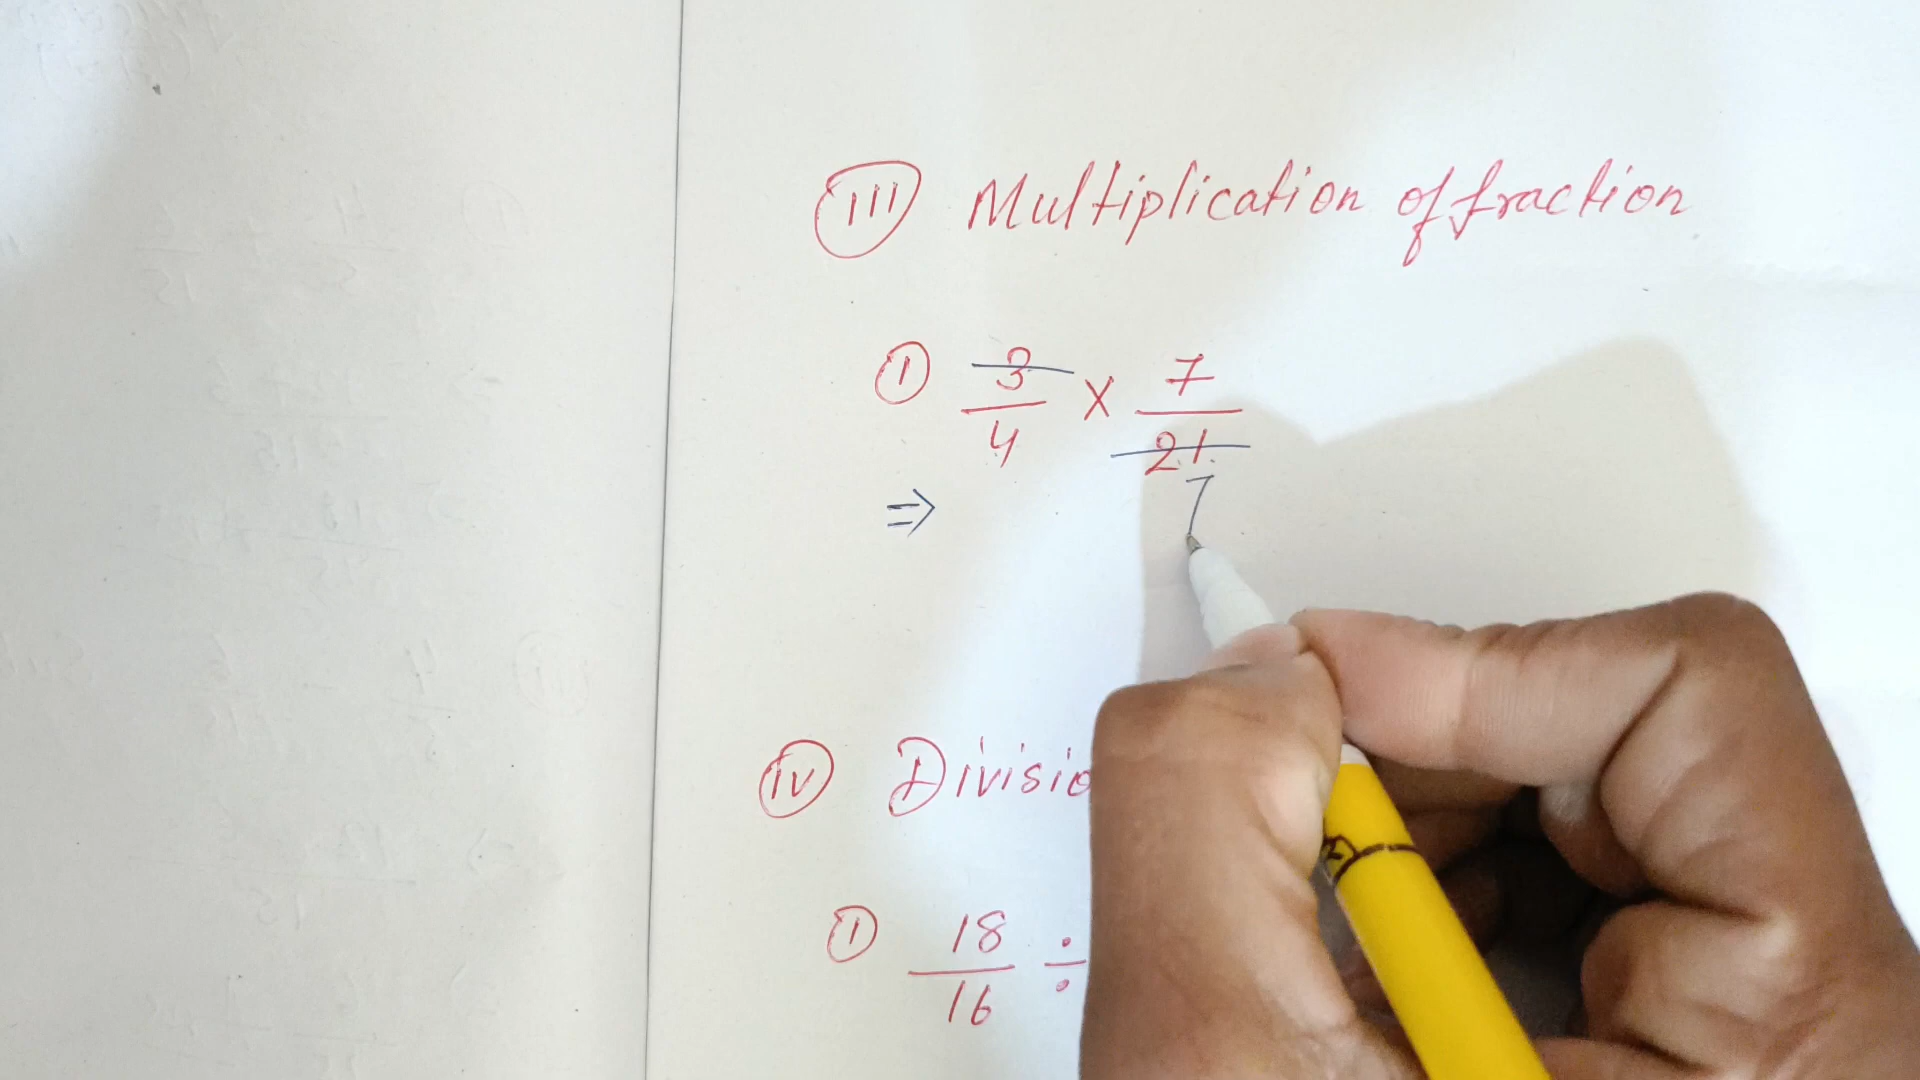 III Multiplication of fraction
1 3/4 × 7/21
⇒ 7
IV Divisio
1 18/16 ÷